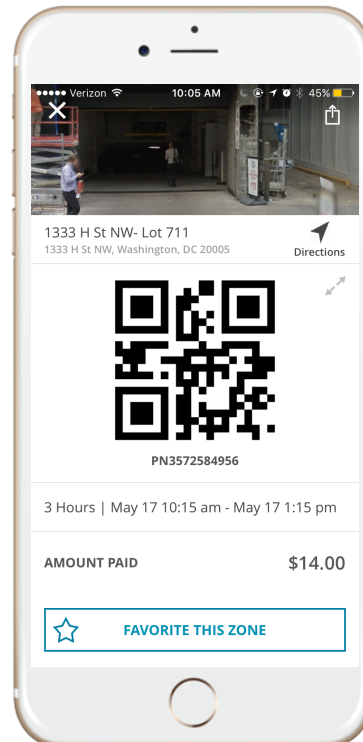 Verizon 10:05 AM 45%
1333 H St NW- Lot 711
1333 H St NW, Washington, DC 20005
Directions
PN3572584956
3 Hours | May 17 10:15 am - May 17 1:15 pm
AMOUNT PAID $14.00
FAVORITE THIS ZONE